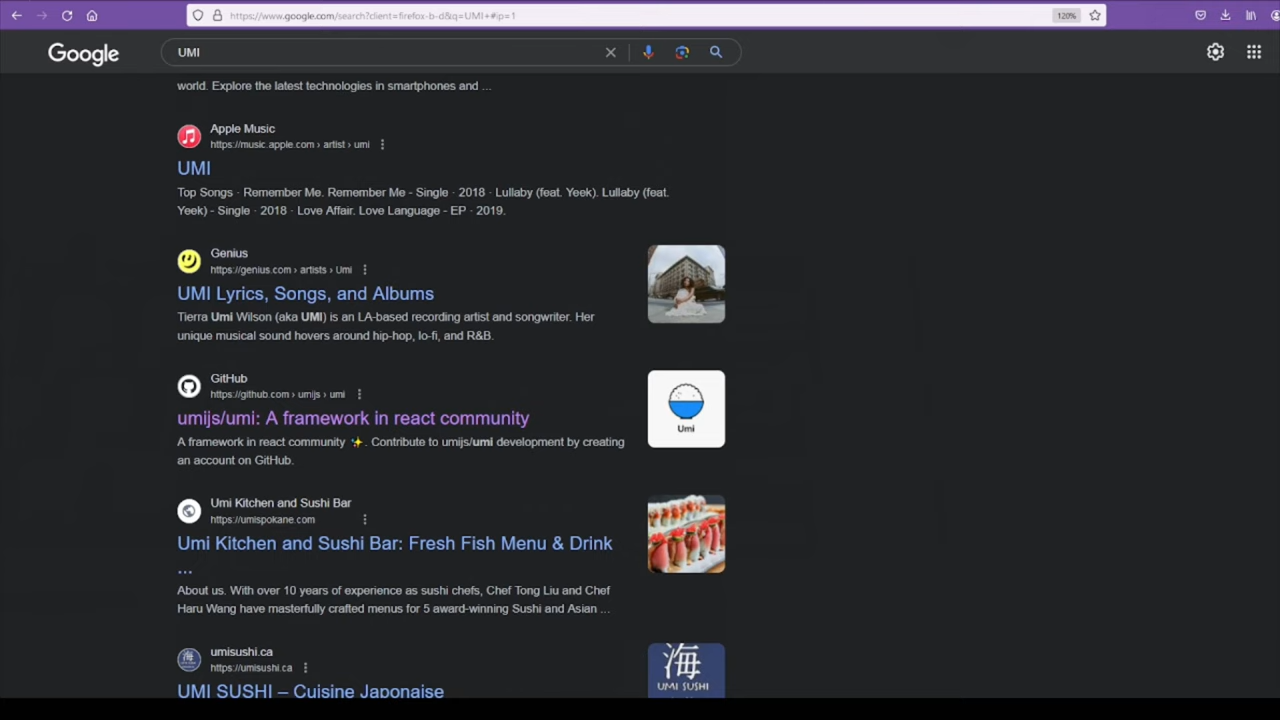 https://www.google.com/search?client=firefox-b-d&q=UMI+#ip=1
120%
Google
UMI
world. Explore the latest technologies in smartphones and ...
Apple Music
https://music.apple.com › artist › umi
UMI
Top Songs · Remember Me. Remember Me - Single · 2018 · Lullaby (feat. Yeek). Lullaby (feat.
Yeek) - Single · 2018 · Love Affair. Love Language - EP · 2019.
Genius
https://genius.com › artists › Umi
UMI Lyrics, Songs, and Albums
Tierra Umi Wilson (aka UMI) is an LA-based recording artist and songwriter. Her
unique musical sound hovers around hip-hop, lo-fi, and R&B.
GitHub
https://github.com › umijs › umi
umijs/umi: A framework in react community
A framework in react community ✨. Contribute to umijs/umi development by creating
an account on GitHub.
Umi
Umi Kitchen and Sushi Bar
https://umispokane.com
Umi Kitchen and Sushi Bar: Fresh Fish Menu & Drink
...
About us. With over 10 years of experience as sushi chefs, Chef Tong Liu and Chef
Haru Wang have masterfully crafted menus for 5 award-winning Sushi and Asian ...
umisushi.ca
https://umisushi.ca
UMI SUSHI – Cuisine Japonaise
海
UMI SUSHI